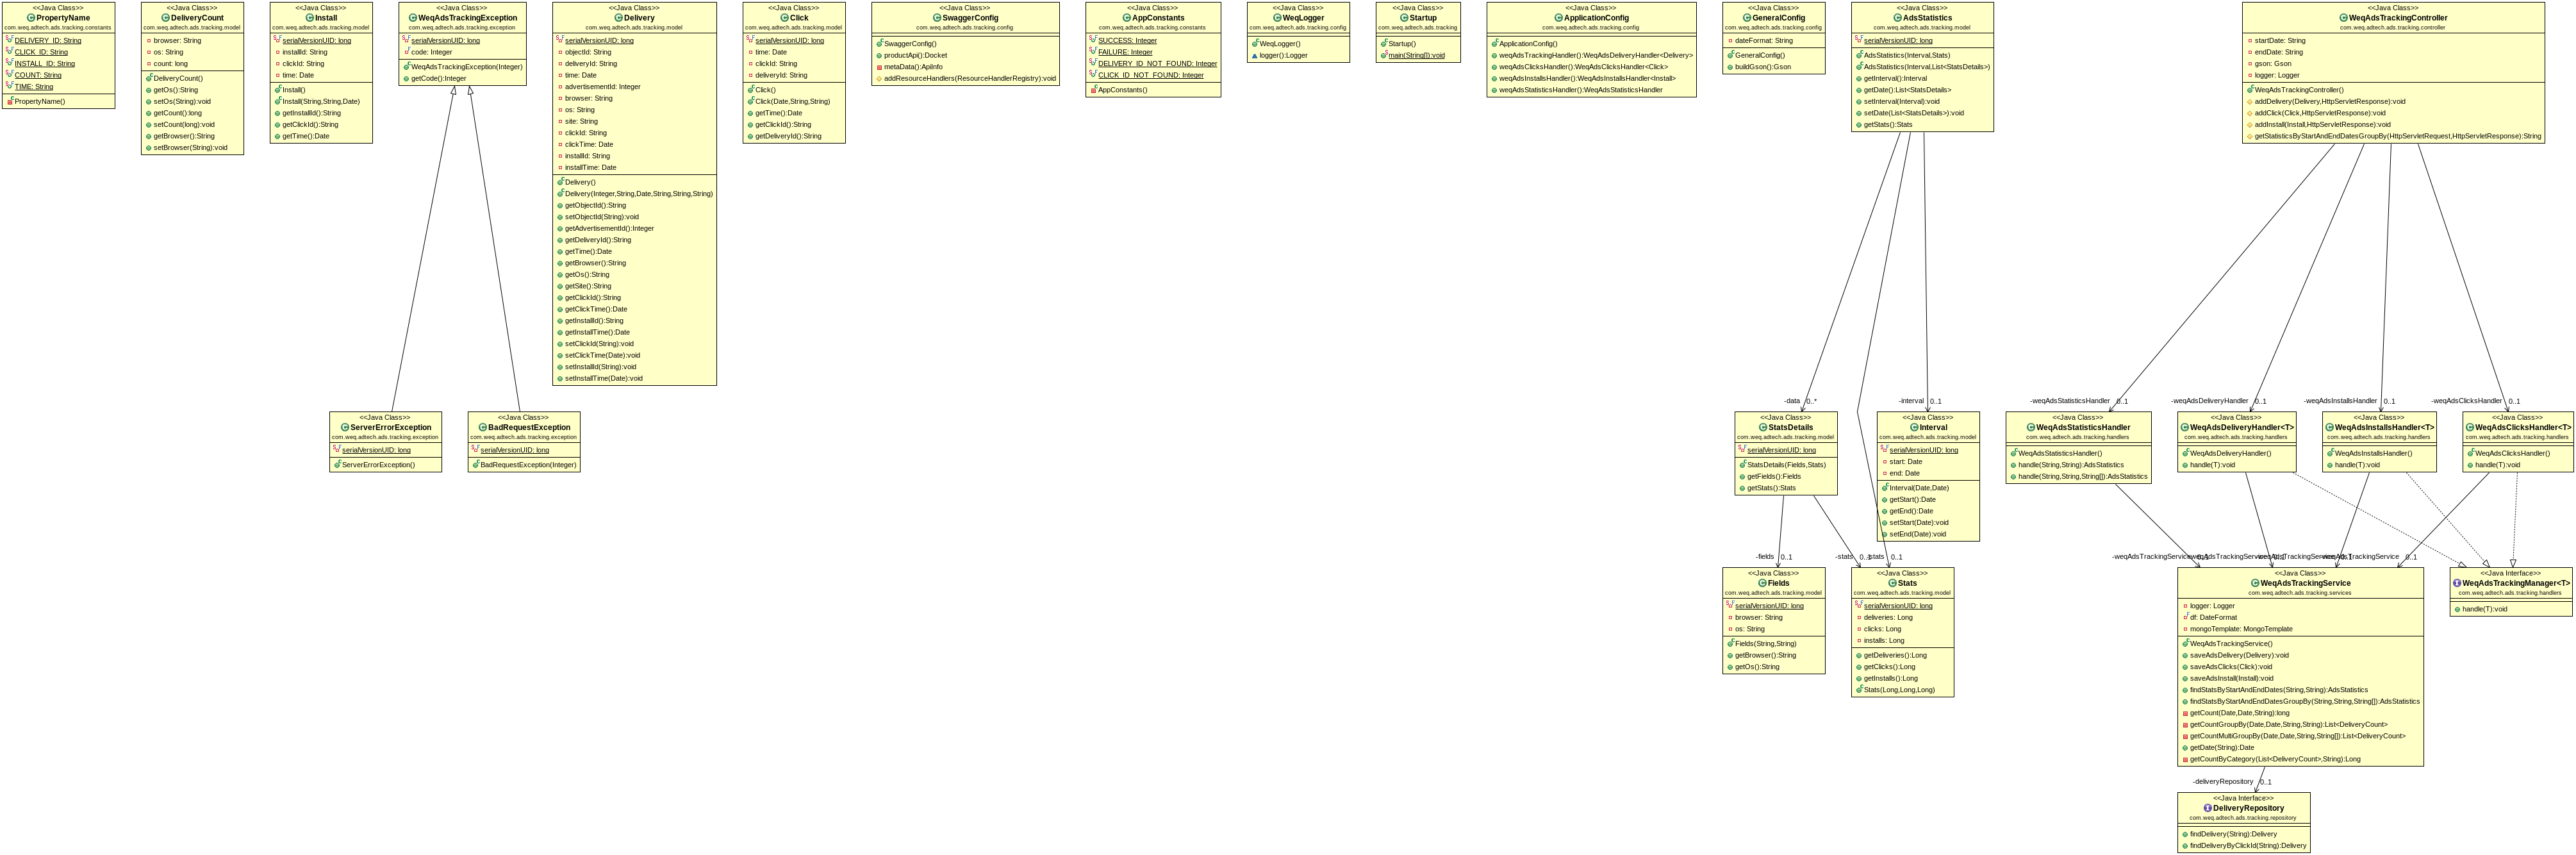 <<Java Class>>
PropertyName
com.weq.adtech.ads.tracking.constants
DELIVERY_ID: String
CLICK_ID: String
INSTALL_ID: String
COUNT: String
TIME: String
PropertyName()
<<Java Class>>
DeliveryCount
com.weq.adtech.ads.tracking.model
browser: String
os: String
count: long
DeliveryCount()
getOs():String
setOs(String):void
getCount():long
setCount(long):void
getBrowser():String
setBrowser(String):void
<<Java Class>>
Install
com.weq.adtech.ads.tracking.model
serialVersionUID: long
installId: String
clickId: String
time: Date
Install()
Install(String,String,Date)
getInstallId():String
getClickId():String
getTime():Date
<<Java Class>>
WeqAdsTrackingException
com.weq.adtech.ads.tracking.exception
serialVersionUID: long
code: Integer
WeqAdsTrackingException(Integer)
getCode():Integer
<<Java Class>>
Delivery
com.weq.adtech.ads.tracking.model
serialVersionUID: long
objectId: String
deliveryId: String
time: Date
advertisementId: Integer
browser: String
os: String
site: String
clickId: String
clickTime: Date
installId: String
installTime: Date
Delivery()
Delivery(Integer,String,Date,String,String,String)
getObjectId():String
setObjectId(String):void
getAdvertisementId():Integer
getDeliveryId():String
getTime():Date
getBrowser():String
getOs():String
getSite():String
getClickId():String
getClickTime():Date
getInstallId():String
getInstallTime():Date
setClickId(String):void
setClickTime(Date):void
setInstallId(String):void
setInstallTime(Date):void
<<Java Class>>
Click
com.weq.adtech.ads.tracking.model
serialVersionUID: long
time: Date
clickId: String
deliveryId: String
Click()
Click(Date,String,String)
getTime():Date
getClickId():String
getDeliveryId():String
<<Java Class>>
SwaggerConfig
com.weq.adtech.ads.tracking.config
SwaggerConfig()
productApi():Docket
metaData():ApiInfo
addResourceHandlers(ResourceHandlerRegistry):void
<<Java Class>>
AppConstants
com.weq.adtech.ads.tracking.constants
SUCCESS: Integer
FAILURE: Integer
DELIVERY_ID_NOT_FOUND: Integer
CLICK_ID_NOT_FOUND: Integer
AppConstants()
<<Java Class>>
WeqLogger
com.weq.adtech.ads.tracking.config
WeqLogger()
logger():Logger
<<Java Class>>
Startup
com.weq.adtech.ads.tracking
Startup()
main(String[]):void
<<Java Class>>
ApplicationConfig
com.weq.adtech.ads.tracking.config
ApplicationConfig()
weqAdsTrackingHandler():WeqAdsDeliveryHandler<Delivery>
weqAdsClicksHandler():WeqAdsClicksHandler<Click>
weqAdsInstallsHandler():WeqAdsInstallsHandler<Install>
weqAdsStatisticsHandler():WeqAdsStatisticsHandler
<<Java Class>>
GeneralConfig
com.weq.adtech.ads.tracking.config
dateFormat: String
GeneralConfig()
buildGson():Gson
<<Java Class>>
AdsStatistics
com.weq.adtech.ads.tracking.model
serialVersionUID: long
AdsStatistics(Interval,Stats)
AdsStatistics(Interval,List<StatsDetails>)
getInterval():Interval
getDate():List<StatsDetails>
setInterval(Interval):void
setDate(List<StatsDetails>):void
getStats():Stats
<<Java Class>>
WeqAdsTrackingController
com.weq.adtech.ads.tracking.controller
startDate: String
endDate: String
gson: Gson
logger: Logger
WeqAdsTrackingController()
addDelivery(Delivery,HttpServletResponse):void
addClick(Click,HttpServletResponse):void
addInstall(Install,HttpServletResponse):void
getStatisticsByStartAndEndDatesGroupBy(HttpServletRequest,HttpServletResponse):String
-data 0..*
-interval 0..1
-weqAdsStatisticsHandler 0..1
-weqAdsDeliveryHandler 0..1
-weqAdsInstallsHandler 0..1
-weqAdsClicksHandler 0..1
<<Java Class>>
ServerErrorException
com.weq.adtech.ads.tracking.exception
serialVersionUID: long
ServerErrorException()
<<Java Class>>
BadRequestException
com.weq.adtech.ads.tracking.exception
serialVersionUID: long
BadRequestException(Integer)
<<Java Class>>
StatsDetails
com.weq.adtech.ads.tracking.model
serialVersionUID: long
StatsDetails(Fields,Stats)
getFields():Fields
getStats():Stats
<<Java Class>>
Interval
com.weq.adtech.ads.tracking.model
serialVersionUID: long
start: Date
end: Date
Interval(Date,Date)
getStart():Date
getEnd():Date
setStart(Date):void
setEnd(Date):void
<<Java Class>>
WeqAdsStatisticsHandler
com.weq.adtech.ads.tracking.handlers
WeqAdsStatisticsHandler()
handle(String,String):AdsStatistics
handle(String,String,String[]):AdsStatistics
<<Java Class>>
WeqAdsDeliveryHandler<T>
com.weq.adtech.ads.tracking.handlers
WeqAdsDeliveryHandler()
handle(T):void
<<Java Class>>
WeqAdsInstallsHandler<T>
com.weq.adtech.ads.tracking.handlers
WeqAdsInstallsHandler()
handle(T):void
<<Java Class>>
WeqAdsClicksHandler<T>
com.weq.adtech.ads.tracking.handlers
WeqAdsClicksHandler()
handle(T):void
-fields 0..1
-stats
-stats 0..1
-weqAdsTrackingService
0..1
<<Java Class>>
Fields
com.weq.adtech.ads.tracking.model
serialVersionUID: long
browser: String
os: String
Fields(String,String)
getBrowser():String
getOs():String
<<Java Class>>
Stats
com.weq.adtech.ads.tracking.model
serialVersionUID: long
deliveries: Long
clicks: Long
installs: Long
getDeliveries():Long
getClicks():Long
getInstalls():Long
Stats(Long,Long,Long)
<<Java Class>>
WeqAdsTrackingService
com.weq.adtech.ads.tracking.services
logger: Logger
df: DateFormat
mongoTemplate: MongoTemplate
WeqAdsTrackingService()
saveAdsDelivery(Delivery):void
saveAdsClicks(Click):void
saveAdsInstall(Install):void
findStatsByStartAndEndDates(String,String):AdsStatistics
findStatsByStartAndEndDatesGroupBy(String,String,String[]):AdsStatistics
getCount(Date,Date,String):long
getCountGroupBy(Date,Date,String,String):List<DeliveryCount>
getCountMultiGroupBy(Date,Date,String,String[]):List<DeliveryCount>
getDate(String):Date
getCountByCategory(List<DeliveryCount>,String):Long
<<Java Interface>>
WeqAdsTrackingManager<T>
com.weq.adtech.ads.tracking.handlers
handle(T):void
-deliveryRepository 0..1
<<Java Interface>>
DeliveryRepository
com.weq.adtech.ads.tracking.repository
findDelivery(String):Delivery
findDeliveryByClickId(String):Delivery